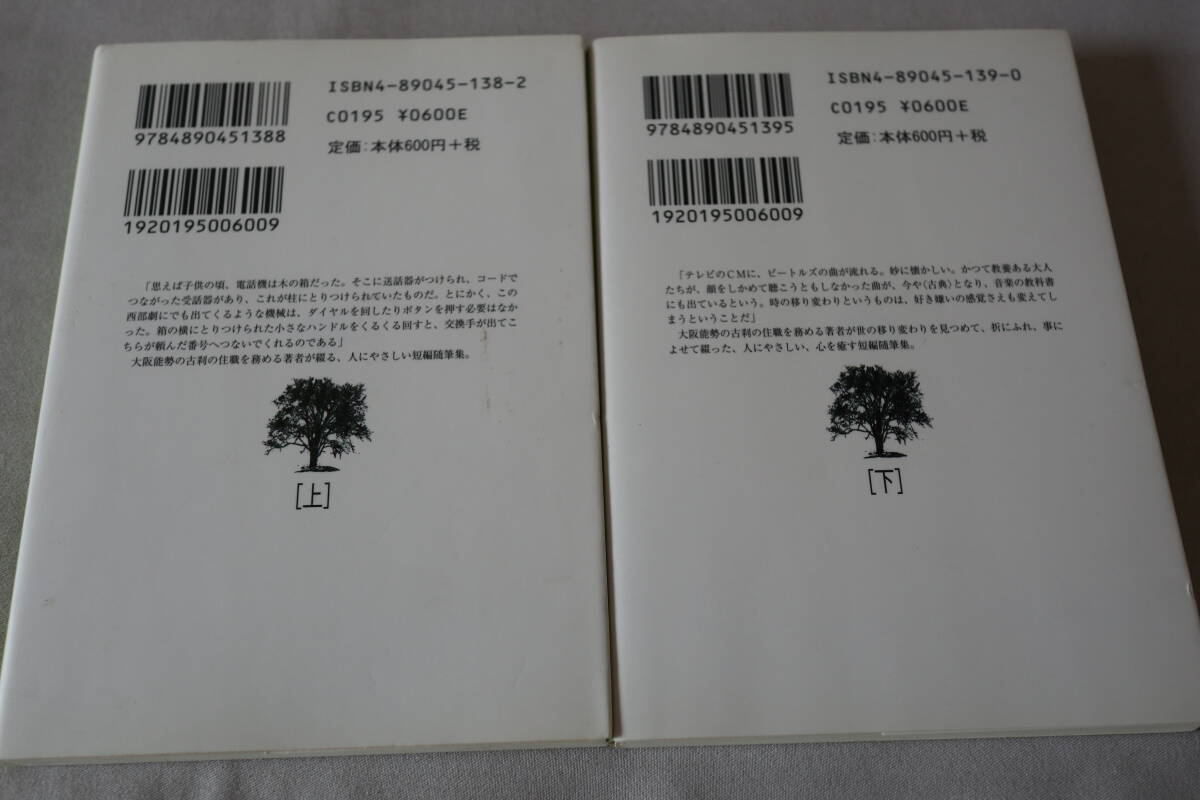 ISBN4-89045-138-2
9784890451388
C0195 ¥0600E
定価:本体600円+税
1920195006009
「思えば子供の頃、電話機は木の箱だった。そこに送話器がつけられ、コードで
つながった受話器があり、これが柱にとりつけられていたものだ。とにかく、この
西部劇にでも出てくるような機械は、ダイヤルを回したりボタンを押す必要はなか
った。箱の横にとりつけられた小さなハンドルをくるくる回すと、交換手が出てこ
ちらが頼んだ番号へつないでくれるのである」
大阪能勢の古刹の住職を務める著者が綴る、人にやさしい短編随筆集。
[上]
ISBN4-89045-139-0
9784890451395
C0195 ¥0600E
定価:本体600円+税
1920195006009
「テレビのCMに、ビートルズの曲が流れる。妙に懐かしい。かつて教養ある大人
たちが、顔をしかめて聴こうともしなかった曲が、今や〈古典〉となり、音楽の教科書
にも出ているという。時の移り変わりというものは、好き嫌いの感覚さえも変えてし
まうということだ」
大阪能勢の古刹の住職を務める著者が世の移り変わりを見つめて、折にふれ、事に
よせて綴った、人にやさしい、心を癒す短編随筆集。
[下]